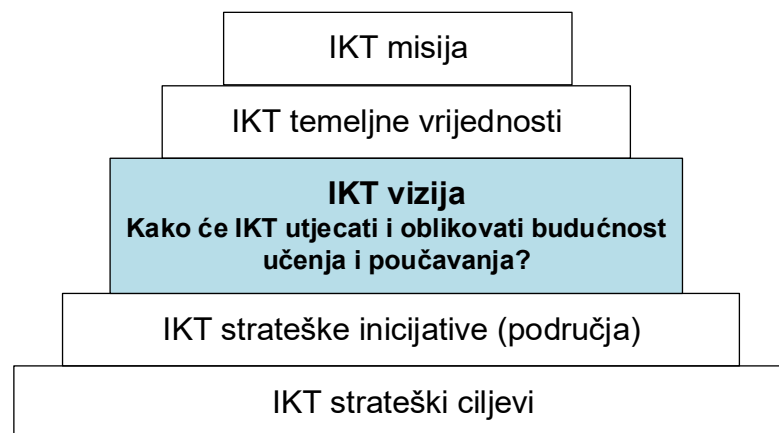 IKT misija
IKT temeljne vrijednosti
IKT vizija
Kako će IKT utjecati i oblikovati budućnost
učenja i poučavanja?
IKT strateške inicijative (područja)
IKT strateški ciljevi